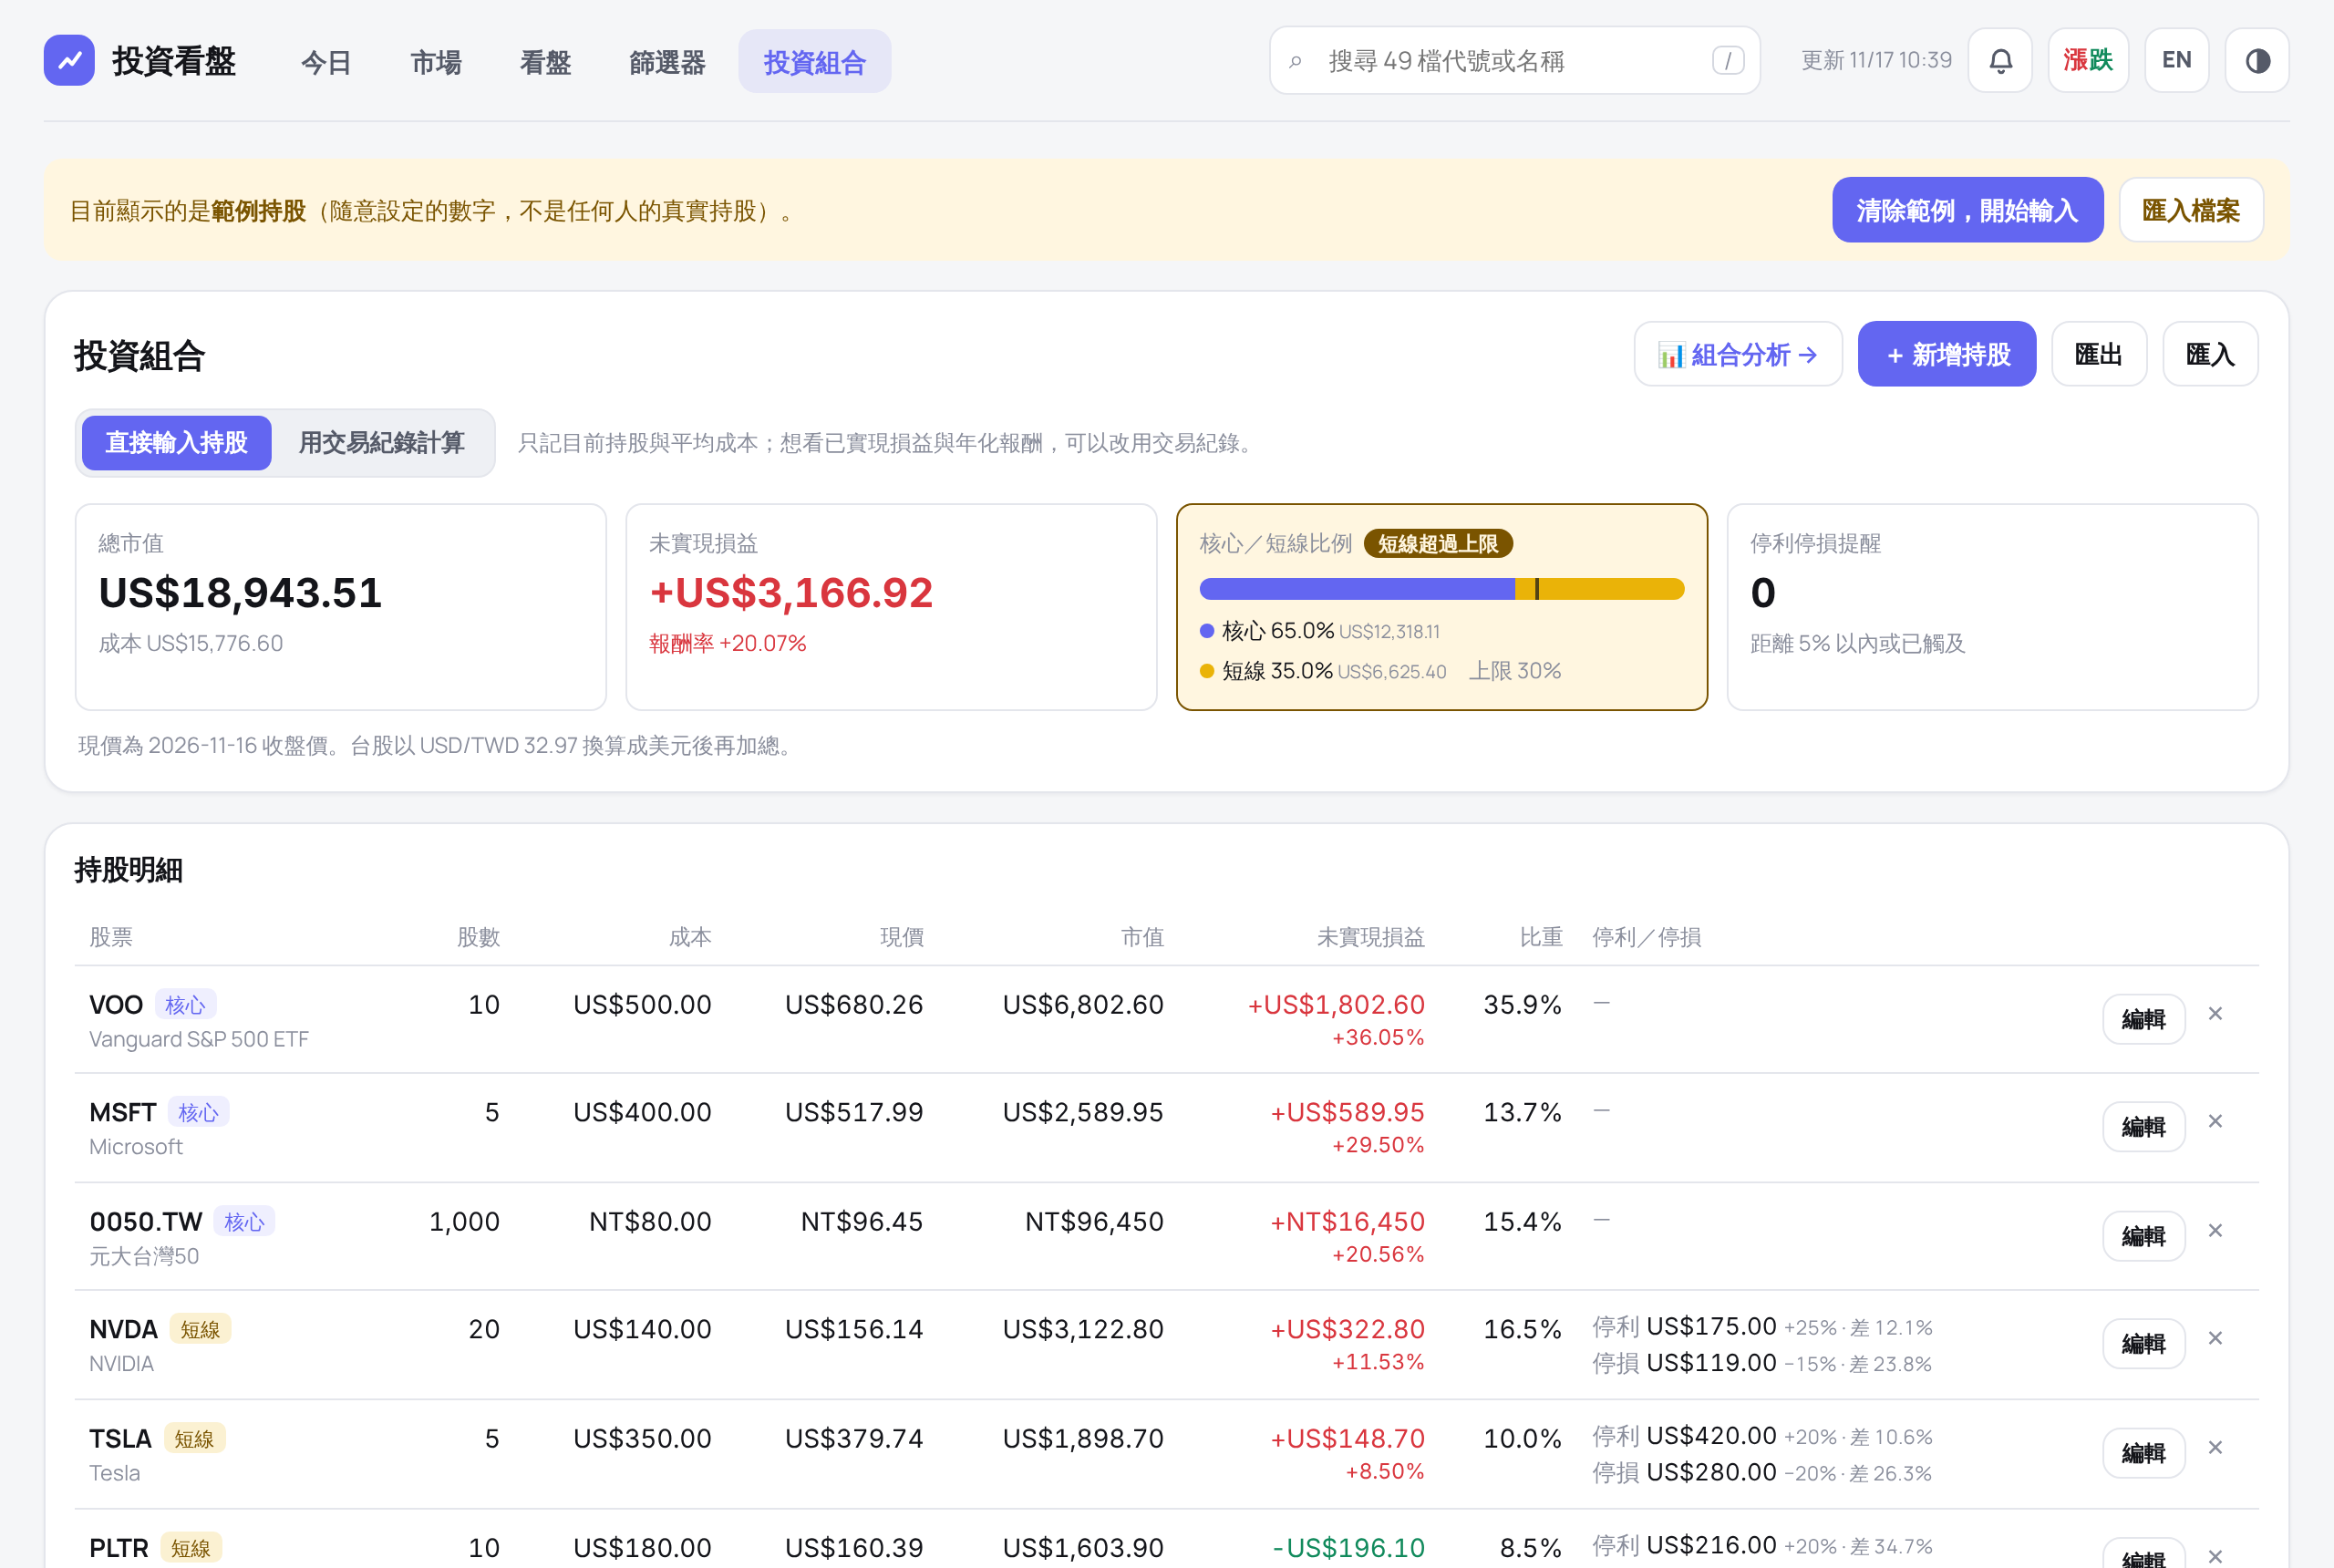 投資看盤 今日 市場 看盤 篩選器 投資組合 搜尋 49 檔代號或名稱 / 更新 11/17 10:39 漲跌 EN
目前顯示的是範例持股（隨意設定的數字，不是任何人的真實持股）。 清除範例，開始輸入 匯入檔案
投資組合 📊 組合分析 → + 新增持股 匯出 匯入
直接輸入持股 用交易紀錄計算 只記目前持股與平均成本；想看已實現損益與年化報酬，可以改用交易紀錄。
總市值
US$18,943.51
成本 US$15,776.60
未實現損益
+US$3,166.92
報酬率 +20.07%
核心／短線比例 短線超過上限
核心 65.0% US$12,318.11
短線 35.0% US$6,625.40 上限 30%
停利停損提醒
0
距離 5% 以內或已觸及
現價為 2026-11-16 收盤價。台股以 USD/TWD 32.97 換算成美元後再加總。
持股明細
股票 股數 成本 現價 市值 未實現損益 比重 停利／停損
VOO 核心 10 US$500.00 US$680.26 US$6,802.60 +US$1,802.60 35.9% — 編輯 ×
Vanguard S&P 500 ETF +36.05%
MSFT 核心 5 US$400.00 US$517.99 US$2,589.95 +US$589.95 13.7% — 編輯 ×
Microsoft +29.50%
0050.TW 核心 1,000 NT$80.00 NT$96.45 NT$96,450 +NT$16,450 15.4% — 編輯 ×
元大台灣50 +20.56%
NVDA 短線 20 US$140.00 US$156.14 US$3,122.80 +US$322.80 16.5% 停利 US$175.00 +25% · 差 12.1% 編輯 ×
NVIDIA +11.53% 停損 US$119.00 −15% · 差 23.8%
TSLA 短線 5 US$350.00 US$379.74 US$1,898.70 +US$148.70 10.0% 停利 US$420.00 +20% · 差 10.6% 編輯 ×
Tesla +8.50% 停損 US$280.00 −20% · 差 26.3%
PLTR 短線 10 US$180.00 US$160.39 US$1,603.90 -US$196.10 8.5% 停利 US$216.00 +20% · 差 34.7% 編輯 ×